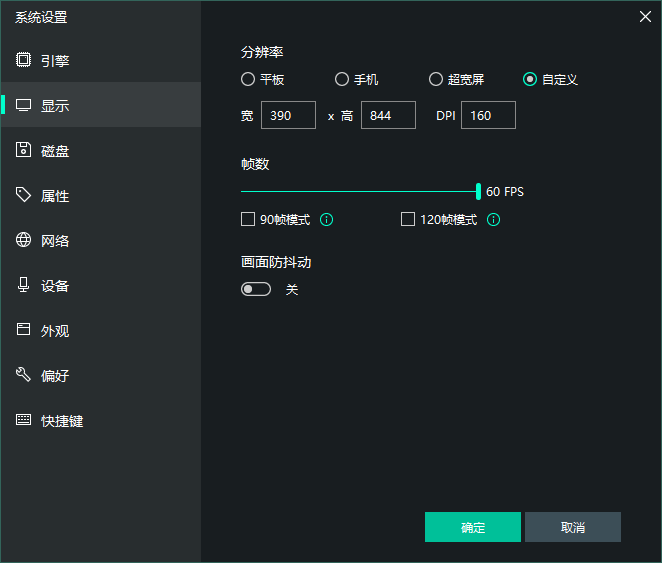 系统设置
引擎
显示
磁盘
属性
网络
设备
外观
偏好
快捷键
分辨率
平板 手机 超宽屏 自定义
宽 390 x 高 844 DPI 160
帧数
60 FPS
90帧模式 120帧模式
画面防抖动
关
确定 取消